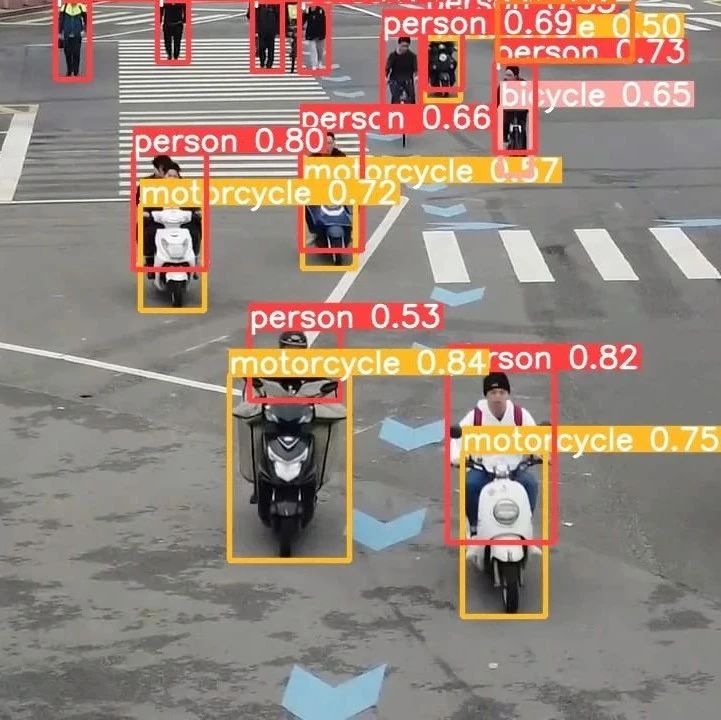 person 0.69
e 0.50
person 0.73
bicycle 0.65
person 0.66
person 0.80
motorcycle 0.57
motorcycle 0.72
person 0.53
motorcycle 0.84
rson 0.82
motorcycle 0.75